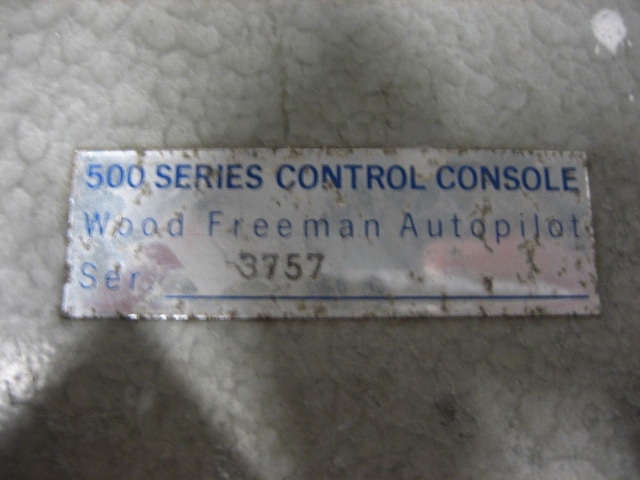 500 SERIES CONTROL CONSOLE
Wood Freeman Autopilot
Ser. 3757